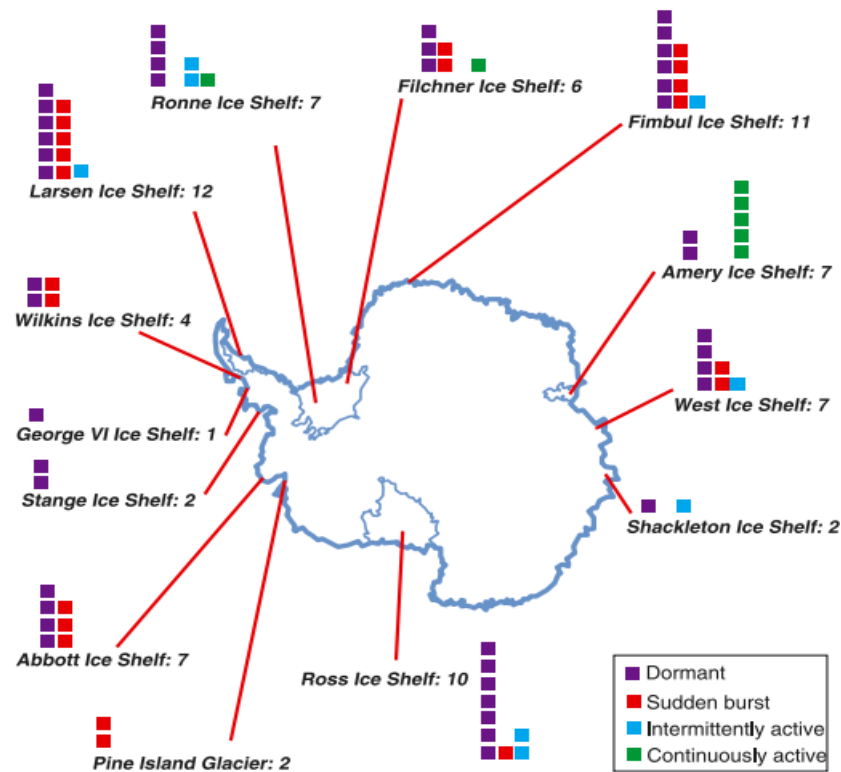 Ronne Ice Shelf: 7
Filchner Ice Shelf: 6
Fimbul Ice Shelf: 11
Larsen Ice Shelf: 12
Amery Ice Shelf: 7
Wilkins Ice Shelf: 4
West Ice Shelf: 7
George VI Ice Shelf: 1
Stange Ice Shelf: 2
Shackleton Ice Shelf: 2
Abbott Ice Shelf: 7
Ross Ice Shelf: 10
Pine Island Glacier: 2
Dormant
Sudden burst
Intermittently active
Continuously active